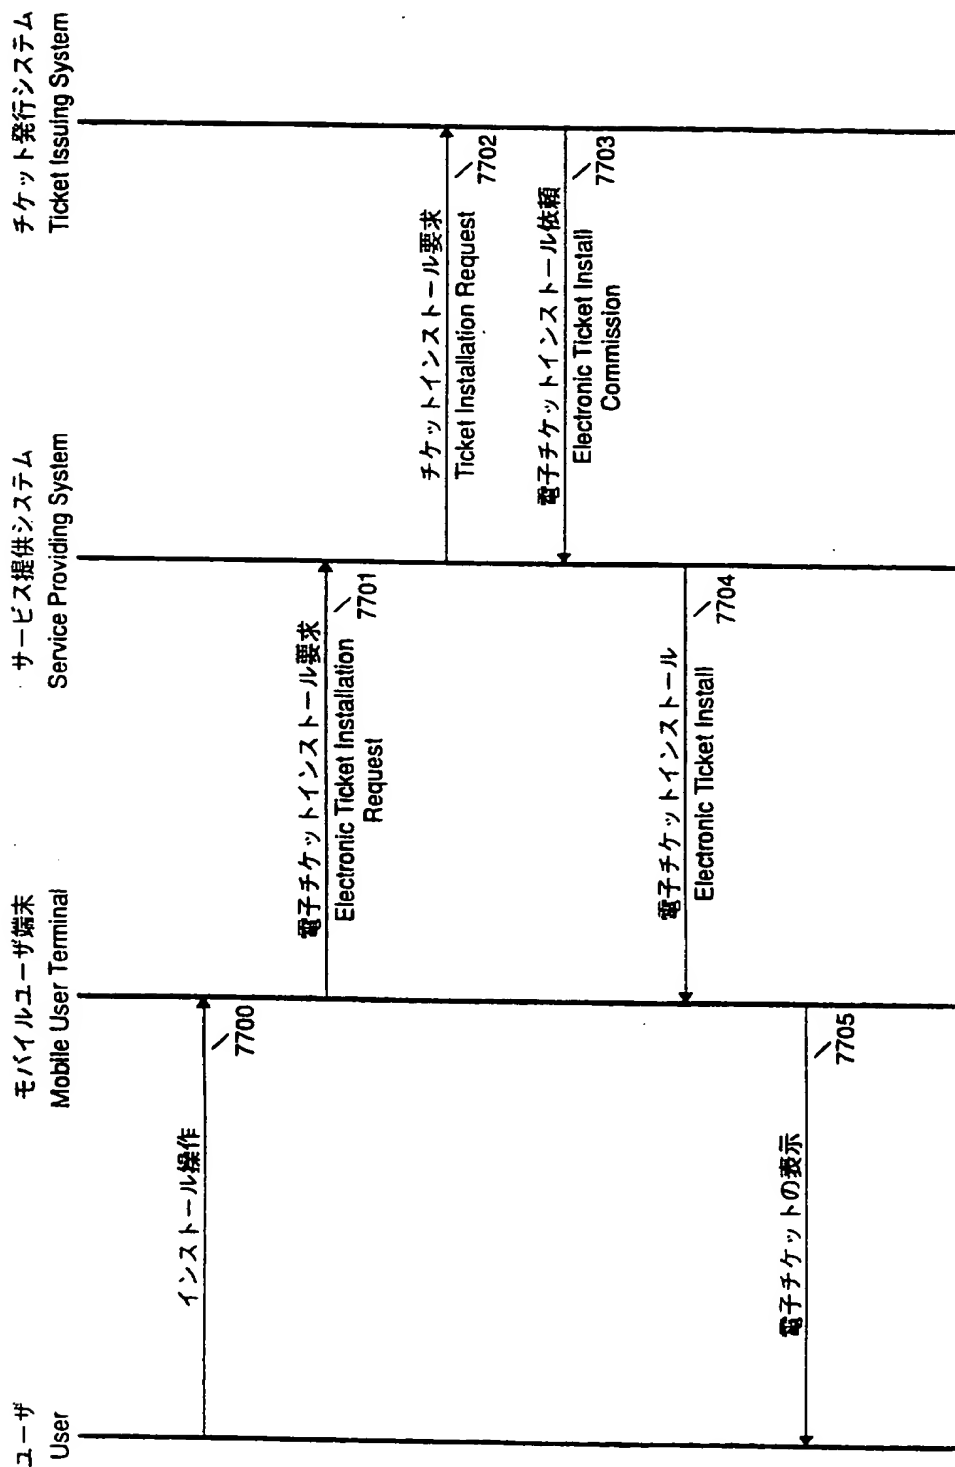 ユーザ
User
モバイルユーザ端末
Mobile User Terminal
サービス提供システム
Service Providing System
チケット発行システム
Ticket Issuing System
インストール操作
7700
電子チケットインストール要求
7701
Electronic Ticket Installation
Request
チケットインストール要求
7702
Ticket Installation Request
電子チケットインストール依頼
7703
Electronic Ticket Install
Commission
電子チケットインストール
7704
Electronic Ticket Install
電子チケットの表示
7705